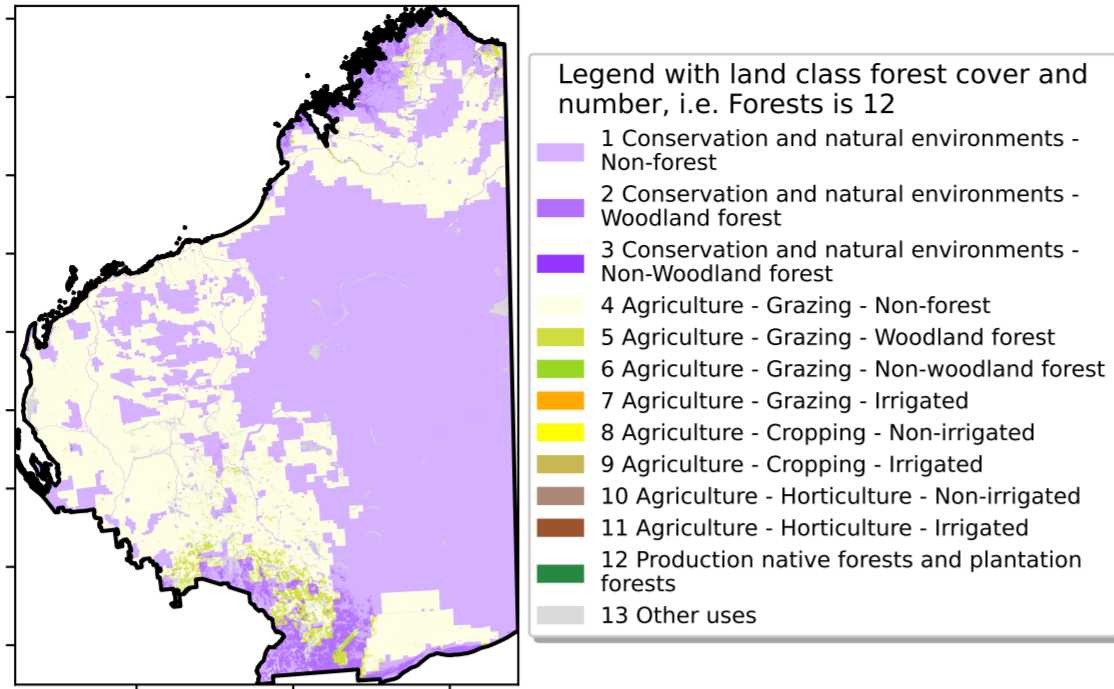 Legend with land class forest cover and
number, i.e. Forests is 12
1 Conservation and natural environments -
Non-forest
2 Conservation and natural environments -
Woodland forest
3 Conservation and natural environments -
Non-Woodland forest
4 Agriculture - Grazing - Non-forest
5 Agriculture - Grazing - Woodland forest
6 Agriculture - Grazing - Non-woodland forest
7 Agriculture - Grazing - Irrigated
8 Agriculture - Cropping - Non-irrigated
9 Agriculture - Cropping - Irrigated
10 Agriculture - Horticulture - Non-irrigated
11 Agriculture - Horticulture - Irrigated
12 Production native forests and plantation
forests
13 Other uses